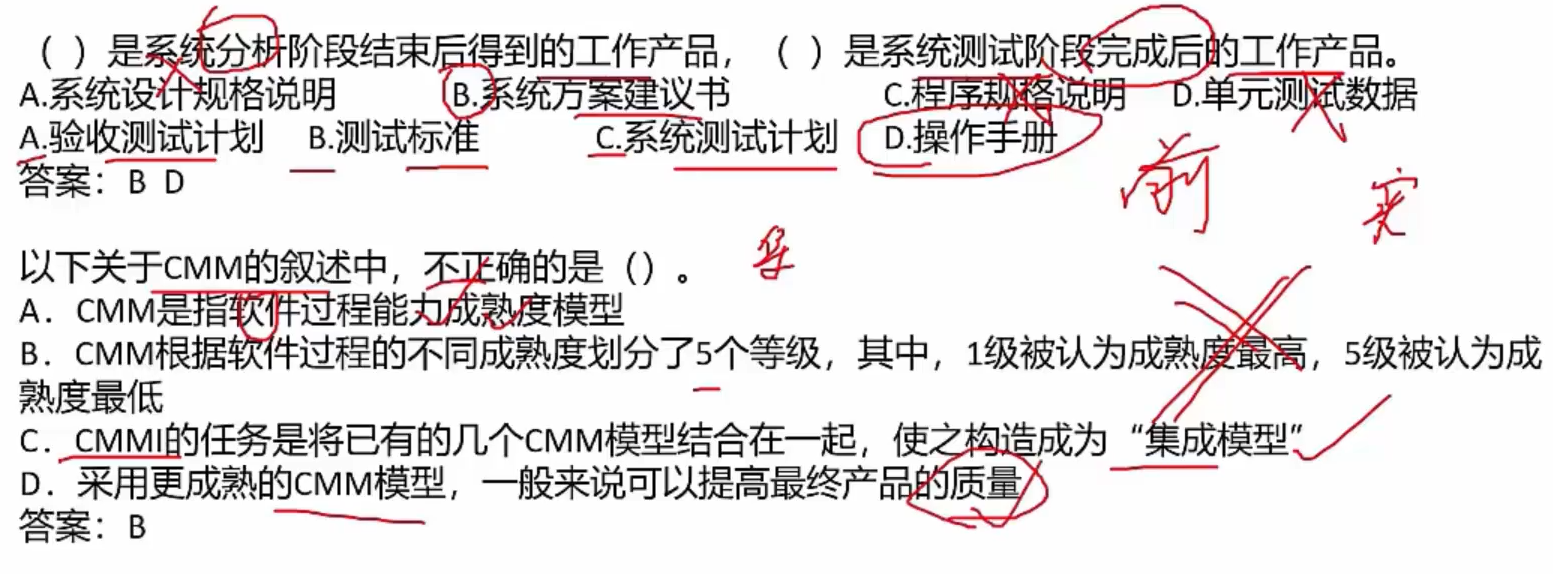 （ ）是系统分析阶段结束后得到的工作产品，（ ）是系统测试阶段完成后的工作产品。
A.系统设计规格说明 B.系统方案建议书 C.程序规格说明 D.单元测试数据
A.验收测试计划 B.测试标准 C.系统测试计划 D.操作手册
答案：B D
前
以下关于CMM的叙述中，不正确的是（）。
A．CMM是指软件过程能力成熟度模型
B．CMM根据软件过程的不同成熟度划分了5个等级，其中，1级被认为成熟度最高，5级被认为成
熟度最低
C．CMMI的任务是将已有的几个CMM模型结合在一起，使之构造成为“集成模型”
D．采用更成熟的CMM模型，一般来说可以提高最终产品的质量
答案：B